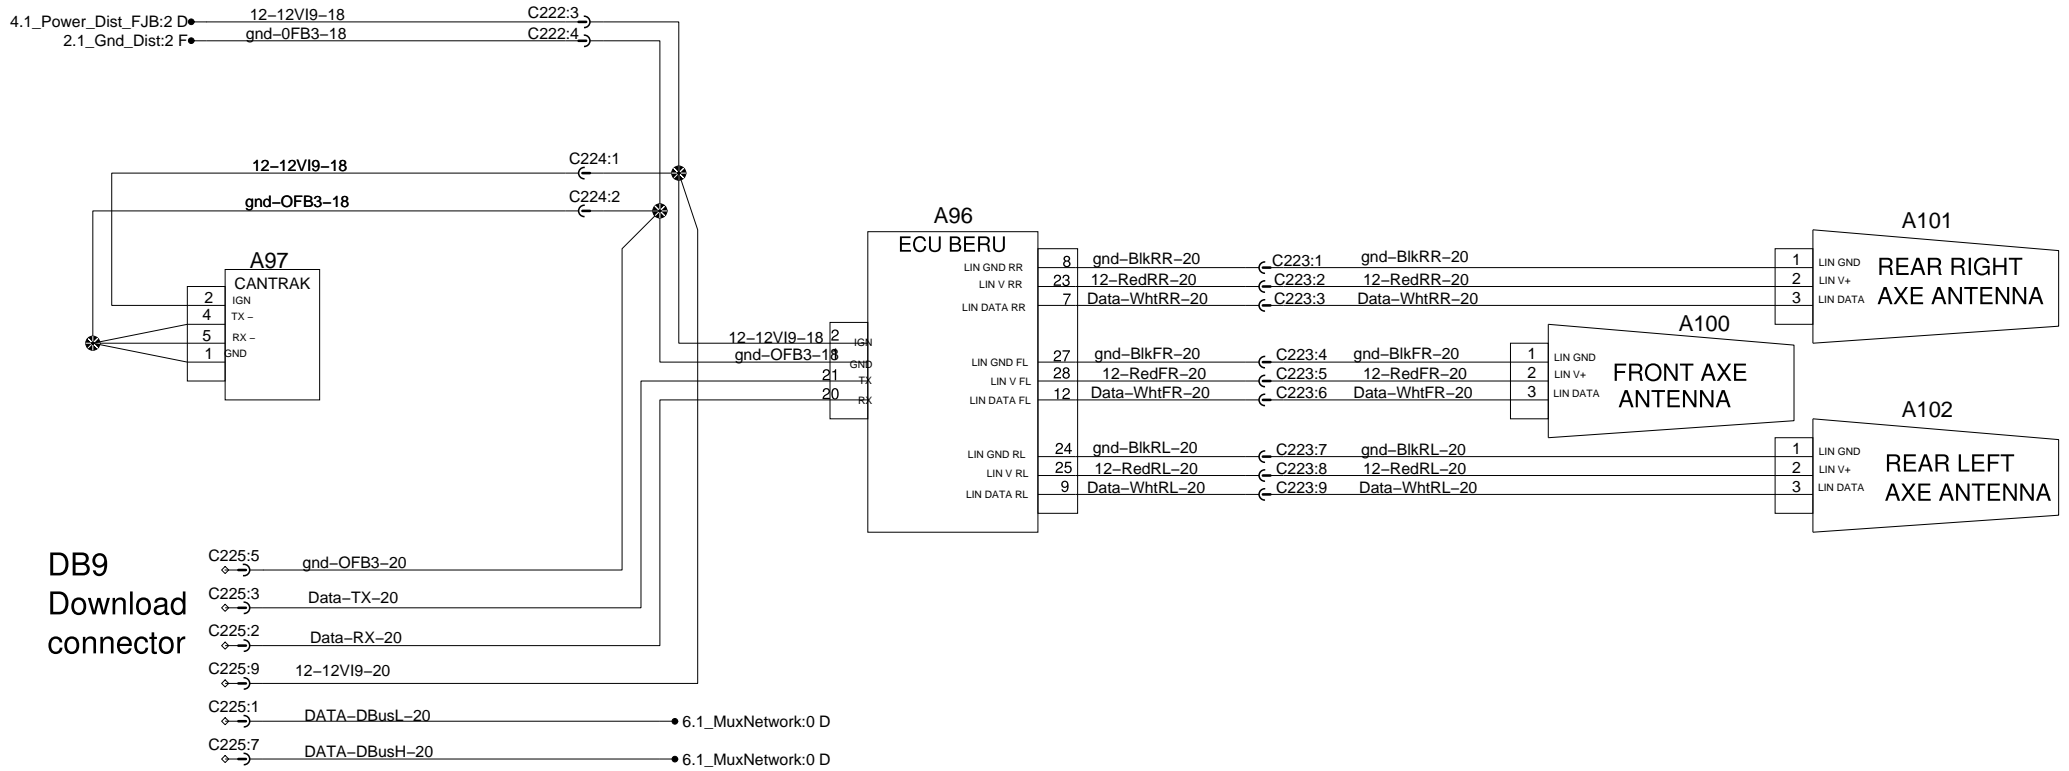 4.1_Power_Dist_FJB:2 D
12–12VI9–18
C222:3
2.1_Gnd_Dist:2 F
gnd-0FB3-18
C222:4
12–12VI9–18
C224:1
gnd–OFB3–18
C224:2
A97
CANTRAK
2 IGN
4 TX –
5 RX –
1 GND
A96
ECU BERU
12–12VI9–18 2 IGN
gnd–OFB3–18 1 GND
21 TX
20 RX
LIN GND RR 8 gnd–BlkRR–20 C223:1 gnd–BlkRR–20 1 LIN GND
LIN V RR 23 12–RedRR–20 C223:2 12–RedRR–20 2 LIN V+
LIN DATA RR 7 Data–WhtRR–20 C223:3 Data–WhtRR–20 3 LIN DATA
A101
REAR RIGHT
AXE ANTENNA
LIN GND FL 27 gnd–BlkFR–20 C223:4 gnd–BlkFR–20 1 LIN GND
LIN V FL 28 12–RedFR–20 C223:5 12–RedFR–20 2 LIN V+
LIN DATA FL 12 Data–WhtFR–20 C223:6 Data–WhtFR–20 3 LIN DATA
A100
FRONT AXE
ANTENNA
LIN GND RL 24 gnd–BlkRL–20 C223:7 gnd–BlkRL–20 1 LIN GND
LIN V RL 25 12–RedRL–20 C223:8 12–RedRL–20 2 LIN V+
LIN DATA RL 9 Data–WhtRL–20 C223:9 Data–WhtRL–20 3 LIN DATA
A102
REAR LEFT
AXE ANTENNA
DB9
Download
connector
C225:5 gnd–OFB3–20
C225:3 Data–TX–20
C225:2 Data–RX–20
C225:9 12–12VI9–20
C225:1 DATA–DBusL–20 6.1_MuxNetwork:0 D
C225:7 DATA–DBusH–20 6.1_MuxNetwork:0 D